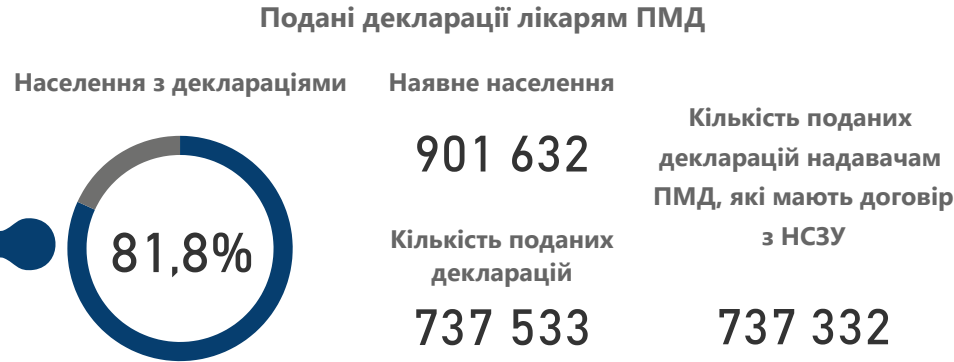 Подані декларації лікарям ПМД
Населення з деклараціями
81,8%
Наявне населення
901 632
Кількість поданих
декларацій
737 533
Кількість поданих
декларацій надавачам
ПМД, які мають договір
з НСЗУ
737 332